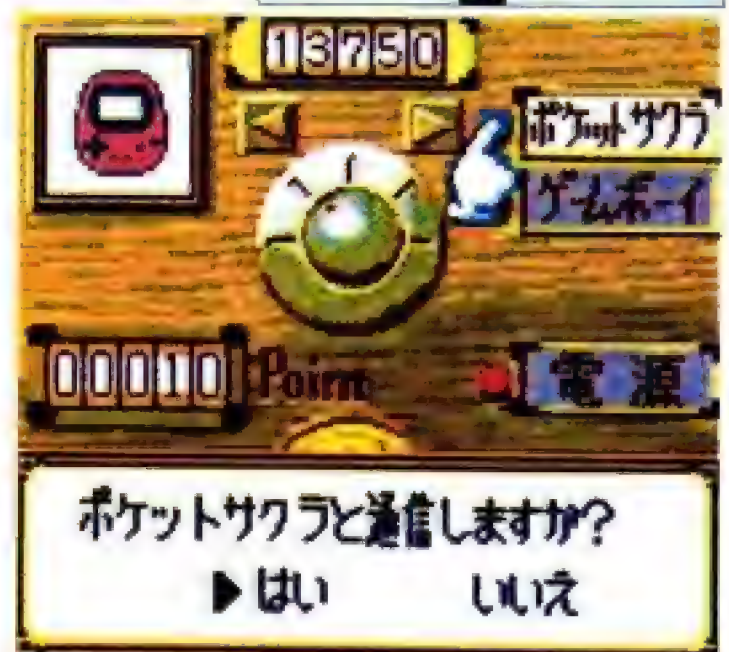 13750
ポケットサクラ
ゲームボーイ
00010 Point
電源
ポケットサクラと通信しますか?
▶はい いいえ